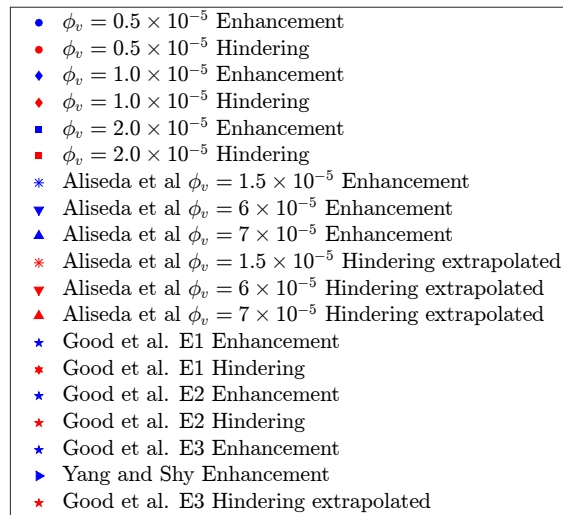 ϕ_v = 0.5 × 10⁻⁵ Enhancement
ϕ_v = 0.5 × 10⁻⁵ Hindering
ϕ_v = 1.0 × 10⁻⁵ Enhancement
ϕ_v = 1.0 × 10⁻⁵ Hindering
ϕ_v = 2.0 × 10⁻⁵ Enhancement
ϕ_v = 2.0 × 10⁻⁵ Hindering
Aliseda et al ϕ_v = 1.5 × 10⁻⁵ Enhancement
Aliseda et al ϕ_v = 6 × 10⁻⁵ Enhancement
Aliseda et al ϕ_v = 7 × 10⁻⁵ Enhancement
Aliseda et al ϕ_v = 1.5 × 10⁻⁵ Hindering extrapolated
Aliseda et al ϕ_v = 6 × 10⁻⁵ Hindering extrapolated
Aliseda et al ϕ_v = 7 × 10⁻⁵ Hindering extrapolated
Good et al. E1 Enhancement
Good et al. E1 Hindering
Good et al. E2 Enhancement
Good et al. E2 Hindering
Good et al. E3 Enhancement
Yang and Shy Enhancement
Good et al. E3 Hindering extrapolated